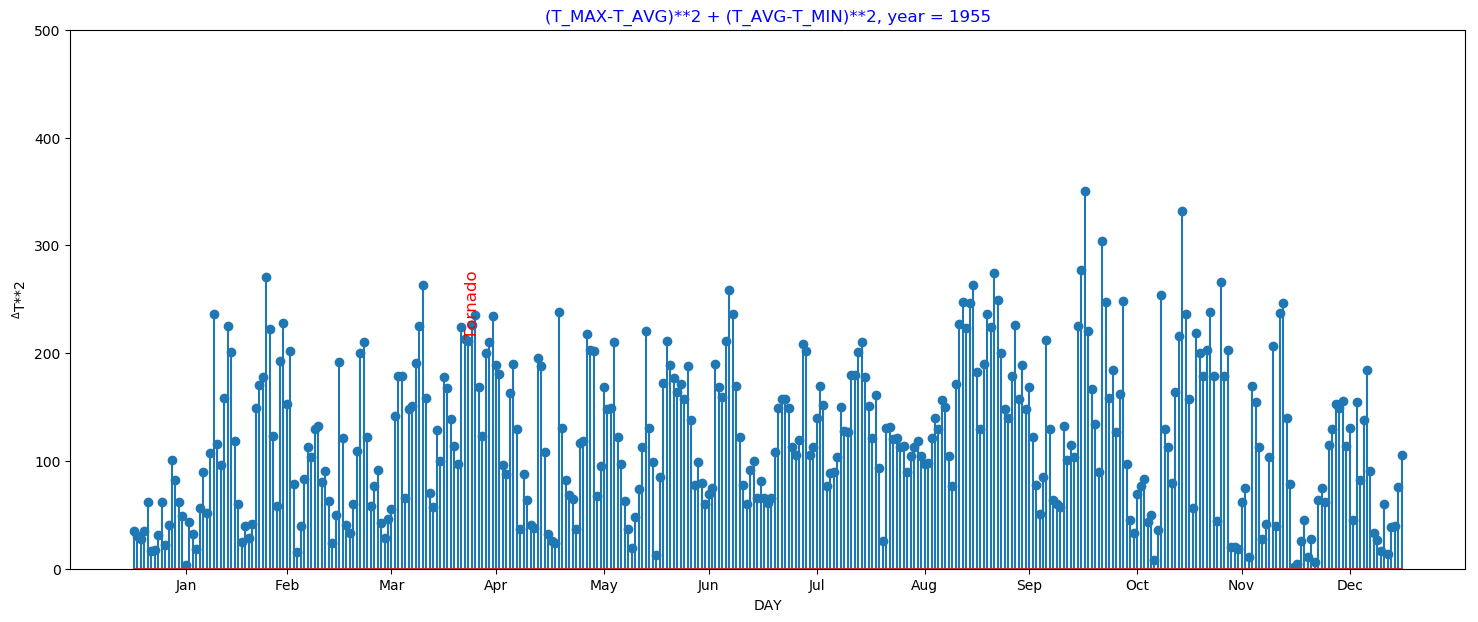 (T_MAX-T_AVG)**2 + (T_AVG-T_MIN)**2, year = 1955
500
400
300
200
100
0
ΔT**2
Tornado
Jan Feb Mar Apr May Jun Jul Aug Sep Oct Nov Dec
DAY